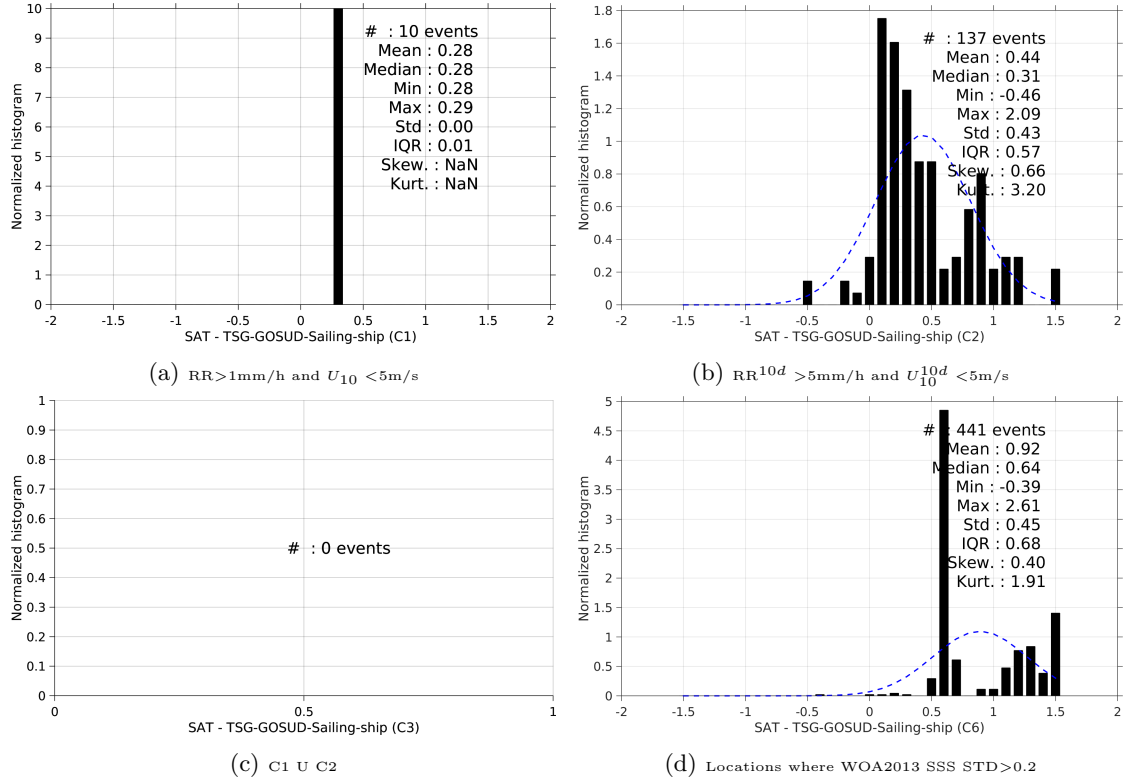 10
9
8
7
6
5
4
3
2
1
0
Normalized histogram
-2 -1.5 -1 -0.5 0 0.5 1 1.5 2
SAT - TSG-GOSUD-Sailing-ship (C1)
# : 10 events
Mean : 0.28
Median : 0.28
Min : 0.28
Max : 0.29
Std : 0.00
IQR : 0.01
Skew. : NaN
Kurt. : NaN
(a) RR>1mm/h and U10 <5m/s
1.8
1.6
1.4
1.2
1
0.8
0.6
0.4
0.2
0
Normalized histogram
-2 -1.5 -1 -0.5 0 0.5 1 1.5 2
SAT - TSG-GOSUD-Sailing-ship (C2)
# : 137 events
Mean : 0.44
Median : 0.31
Min : -0.46
Max : 2.09
Std : 0.43
IQR : 0.57
Skew. : 0.66
Kurt. : 3.20
(b) RR10d >5mm/h and U10d10 <5m/s
1
0.9
0.8
0.7
0.6
0.5
0.4
0.3
0.2
0.1
0
Normalized histogram
0 0.5 1
SAT - TSG-GOSUD-Sailing-ship (C3)
# : 0 events
(c) C1 U C2
5
4.5
4
3.5
3
2.5
2
1.5
1
0.5
0
Normalized histogram
-2 -1.5 -1 -0.5 0 0.5 1 1.5 2
SAT - TSG-GOSUD-Sailing-ship (C6)
# : 441 events
Mean : 0.92
Median : 0.64
Min : -0.39
Max : 2.61
Std : 0.45
IQR : 0.68
Skew. : 0.40
Kurt. : 1.91
(d) Locations where WOA2013 SSS STD>0.2